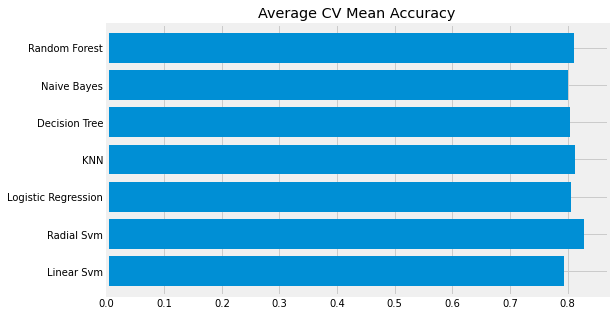 Average CV Mean Accuracy
Random Forest
Naive Bayes
Decision Tree
KNN
Logistic Regression
Radial Svm
Linear Svm
0.0 0.1 0.2 0.3 0.4 0.5 0.6 0.7 0.8